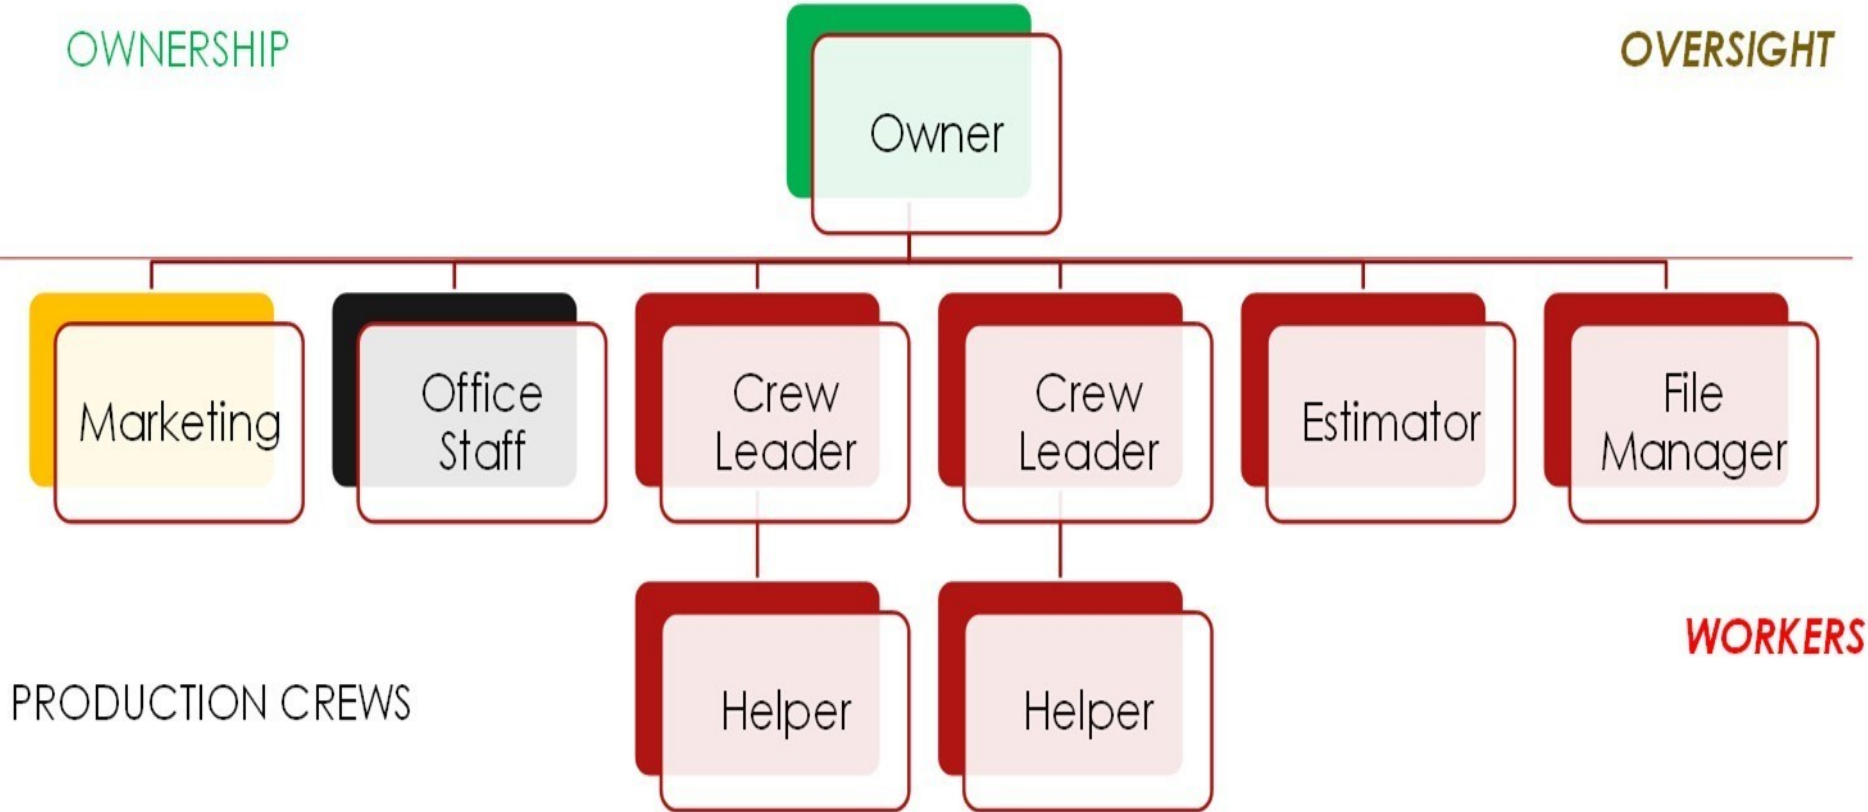 OWNERSHIP
OVERSIGHT
Owner
Marketing
Office
Staff
Crew
Leader
Crew
Leader
Estimator
File
Manager
WORKERS
PRODUCTION CREWS
Helper
Helper